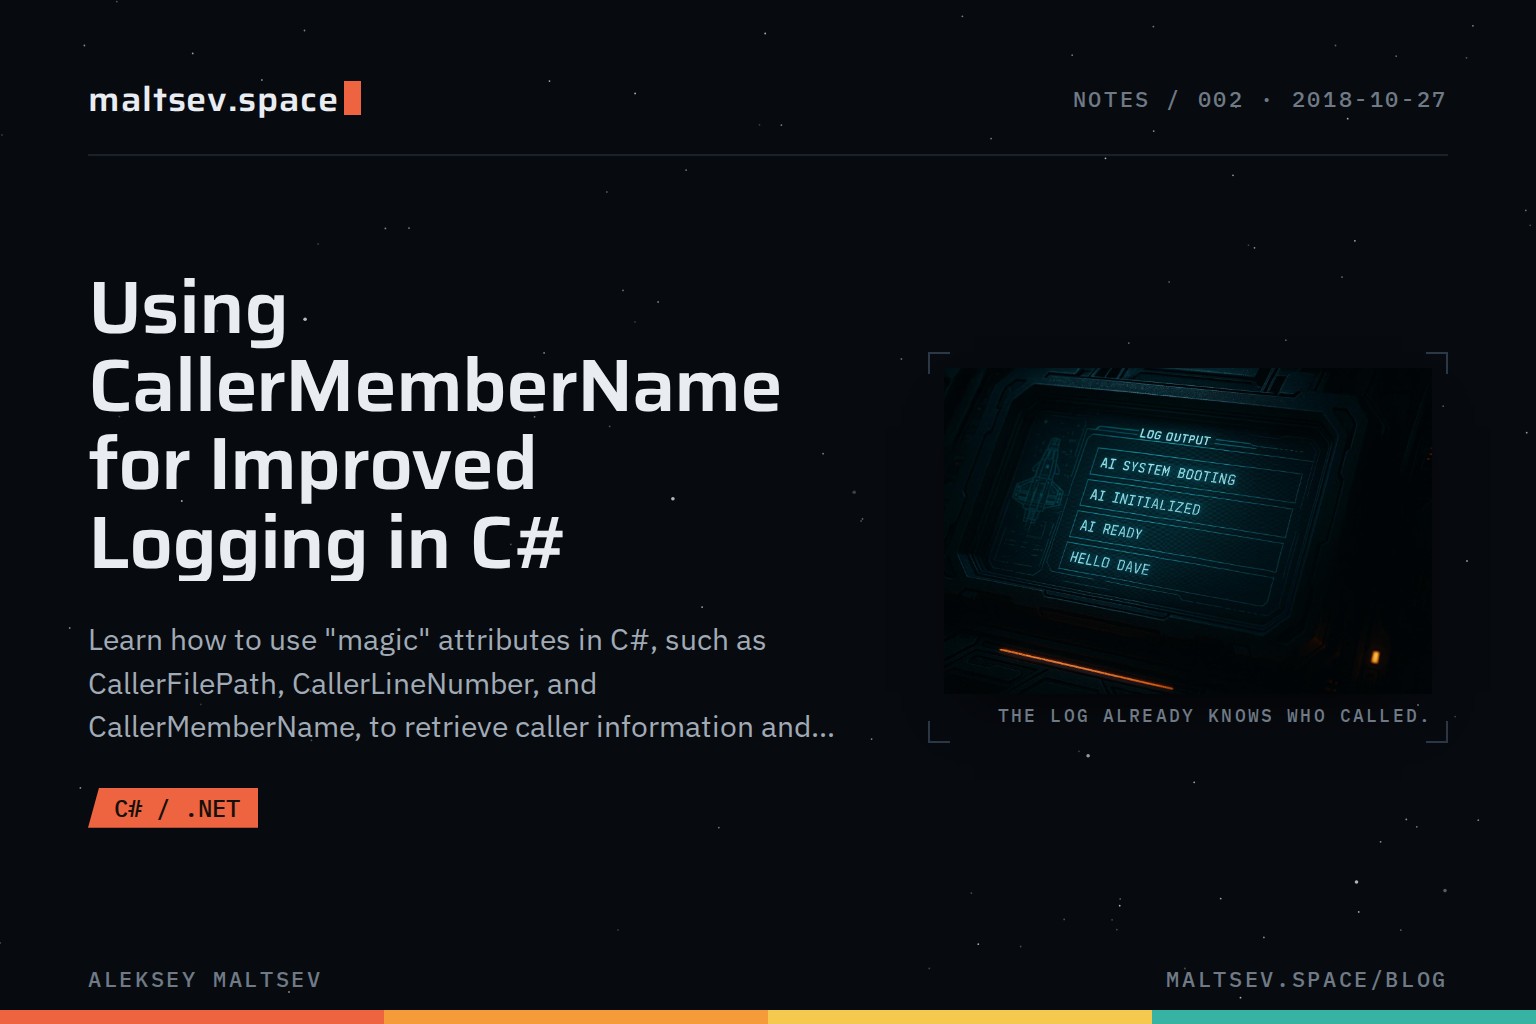 maltsev.space
NOTES / 002 · 2018-10-27
Using
CallerMemberName
for Improved
Logging in C#
Learn how to use "magic" attributes in C#, such as
CallerFilePath, CallerLineNumber, and
CallerMemberName, to retrieve caller information and...
C# / .NET
LOG OUTPUT
AI SYSTEM BOOTING
AI INITIALIZED
AI READY
HELLO DAVE
THE LOG ALREADY KNOWS WHO CALLED.
ALEKSEY MALTSEV
MALTSEV.SPACE/BLOG